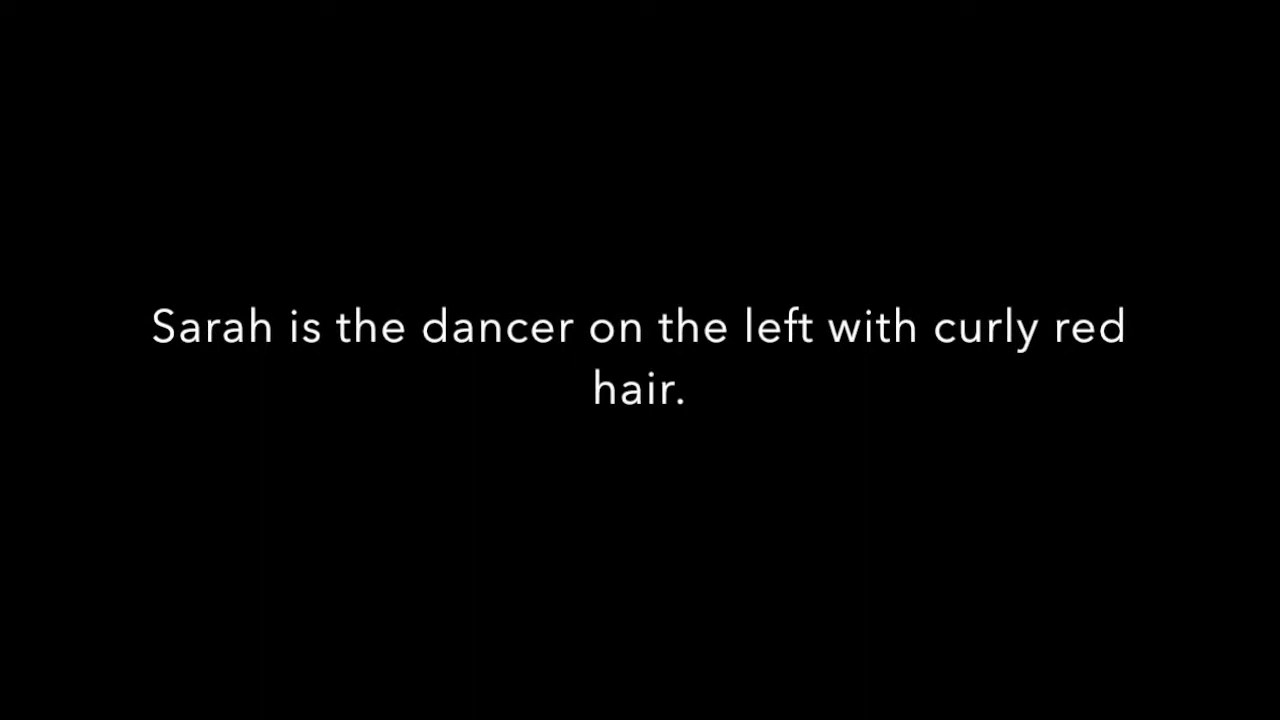 Sarah is the dancer on the left with curly red
hair.